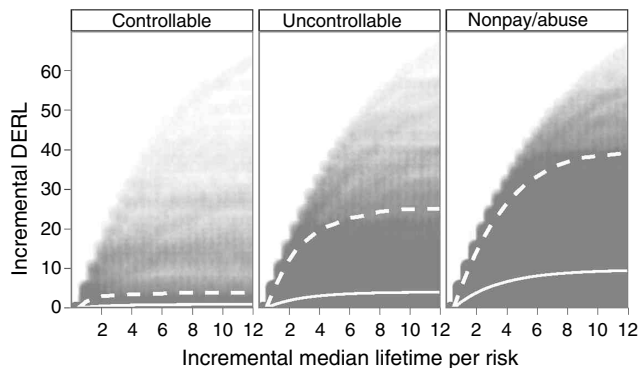 Controllable Uncontrollable Nonpay/abuse
60
50
40
30
20
10
0
Incremental DERL
2 4 6 8 10 12 2 4 6 8 10 12 2 4 6 8 10 12
Incremental median lifetime per risk